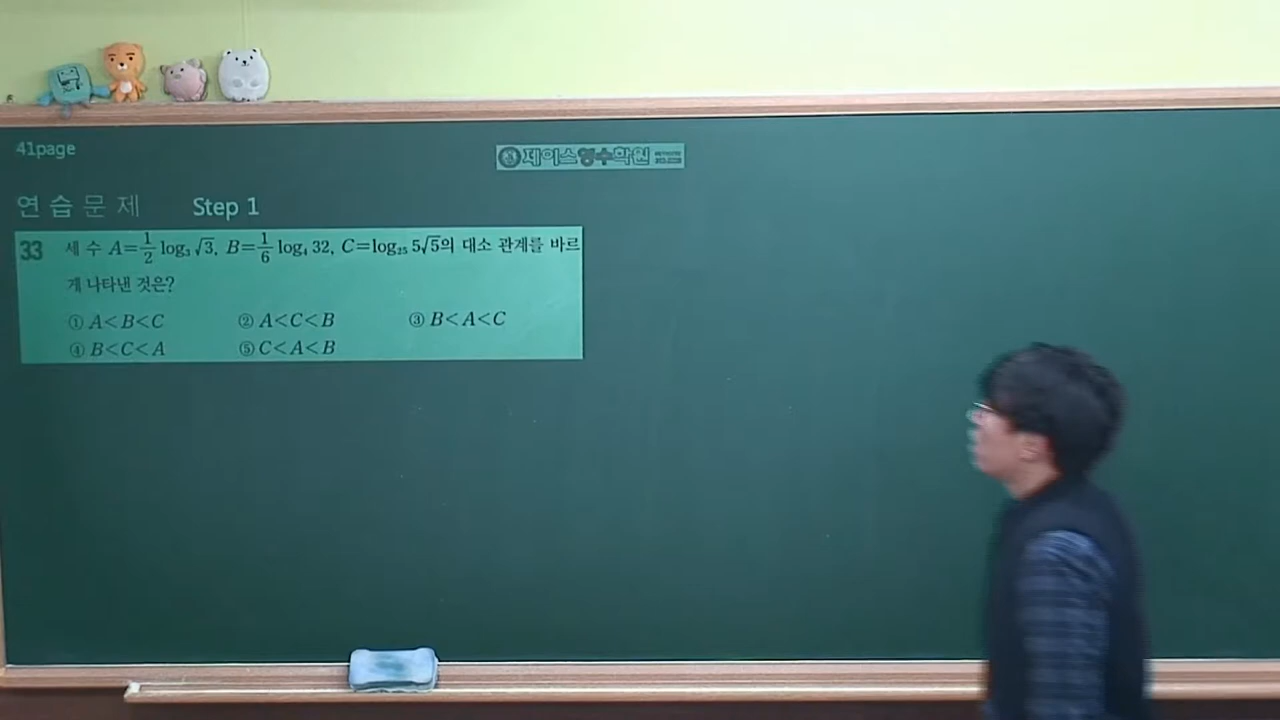 41page
제이스영수학원
연 습 문 제 Step 1
33 세 수 A=1/2 log₃√3, B=1/6 log₄ 32, C=log₂₅ 5√5의 대소 관계를 바르
게 나타낸 것은?
① A<B<C ② A<C<B ③ B<A<C
④ B<C<A ⑤ C<A<B